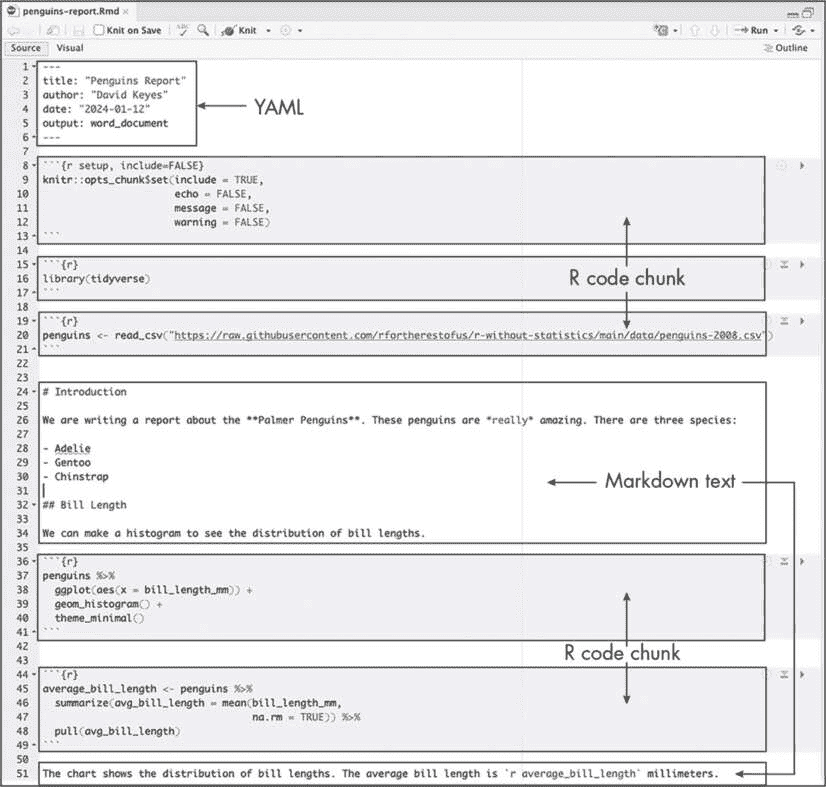 penguins-report.Rmd
Knit on Save
Knit
Run
Source
Visual
Outline
1 ---
2 title: "Penguins Report"
3 author: "David Keyes"
4 date: "2024-01-12"
5 output: word_document
6 ---
YAML
7
8 ```{r setup, include=FALSE}
9 knitr::opts_chunk$set(include = TRUE,
10 echo = FALSE,
11 message = FALSE,
12 warning = FALSE)
13 ```
14
15 ```{r}
16 library(tidyverse)
17 ```
R code chunk
18
19 ```{r}
20 penguins <- read_csv("https://raw.githubusercontent.com/rfortherestofus/r-without-statistics/main/data/penguins-2008.csv")
21 ```
22
23
24 # Introduction
25
26 We are writing a report about the **Palmer Penguins**. These penguins are *really* amazing. There are three species:
27
28 - Adelie
29 - Gentoo
30 - Chinstrap
Markdown text
31
32 ## Bill Length
33
34 We can make a histogram to see the distribution of bill lengths.
35
36 ```{r}
37 penguins %>%
38 ggplot(aes(x = bill_length_mm)) +
39 geom_histogram() +
40 theme_minimal()
41 ```
42
R code chunk
43
44 ```{r}
45 average_bill_length <- penguins %>%
46 summarize(avg_bill_length = mean(bill_length_mm,
47 na.rm = TRUE)) %>%
48 pull(avg_bill_length)
49 ```
50
51 The chart shows the distribution of bill lengths. The average bill length is `r average_bill_length` millimeters.